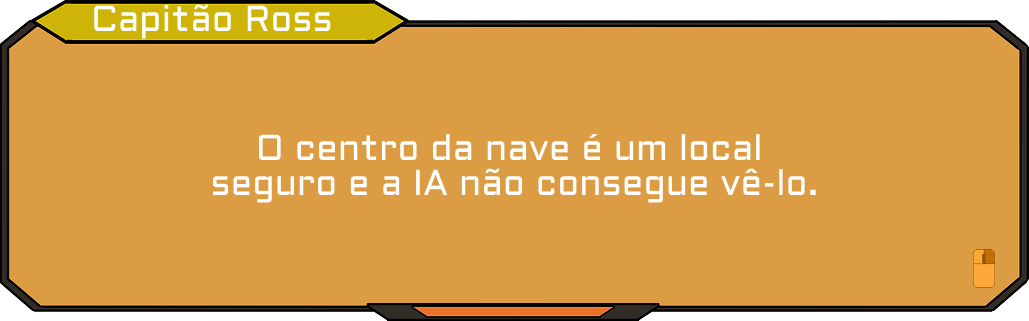 Capitão Ross
O centro da nave é um local
seguro e a IA não consegue vê-lo.